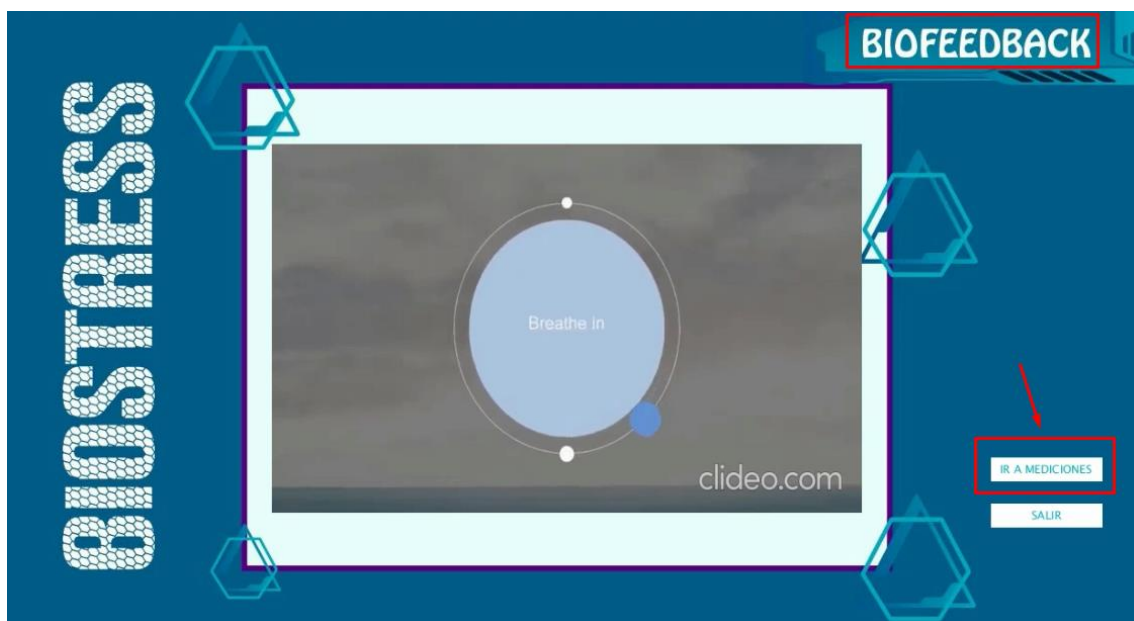 BIOFEEDBACK
BIOSTRESS
Breathe in
clideo.com
IR A MEDICIONES
SALIR